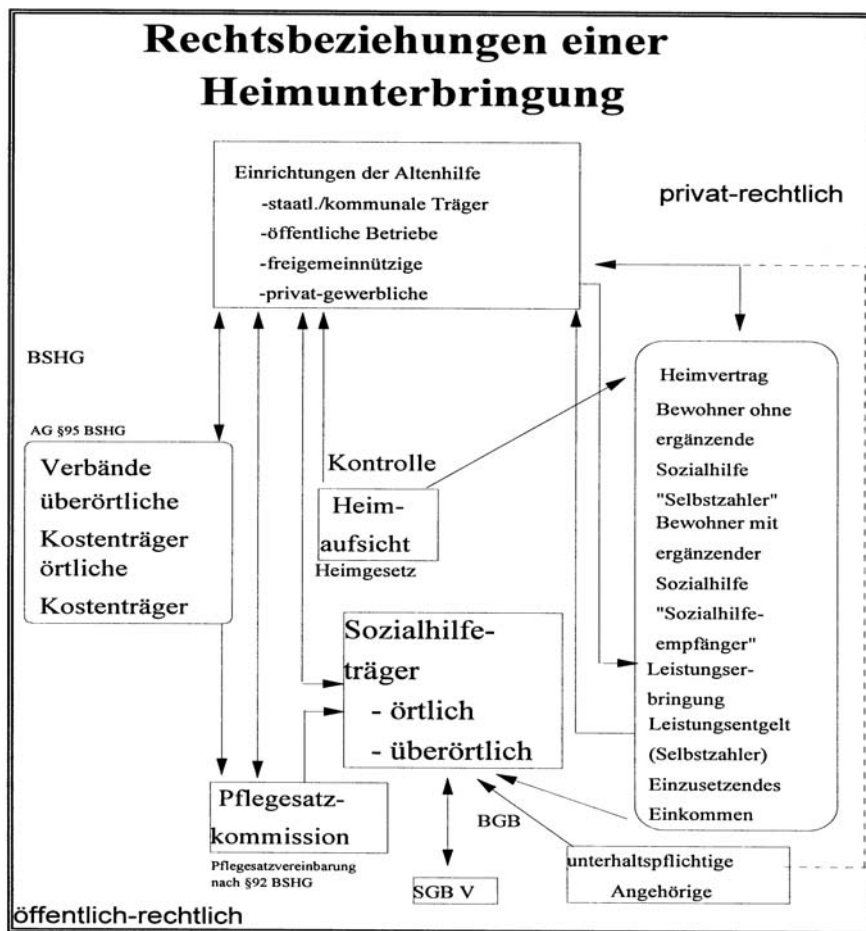 Rechtsbeziehungen einer
Heimunterbringung
Einrichtungen der Altenhilfe
-staatl./kommunale Träger
-öffentliche Betriebe
-freigemeinnützige
-privat-gewerbliche
privat-rechtlich
BSHG
AG §95 BSHG
Verbände
überörtliche
Kostenträger
örtliche
Kostenträger
Kontrolle
Heim-
aufsicht
Heimgesetz
Heimvertrag
Bewohner ohne
ergänzende
Sozialhilfe
"Selbstzahler"
Bewohner mit
ergänzender
Sozialhilfe
"Sozialhilfe-
empfänger"
Leistungser-
bringung
Leistungsentgelt
(Selbstzahler)
Einzusetzendes
Einkommen
Sozialhilfe-
träger
- örtlich
- überörtlich
Pflegesatz-
kommission
Pflegesatzvereinbarung
nach §92 BSHG
BGB
SGB V
unterhaltspflichtige
Angehörige
öffentlich-rechtlich